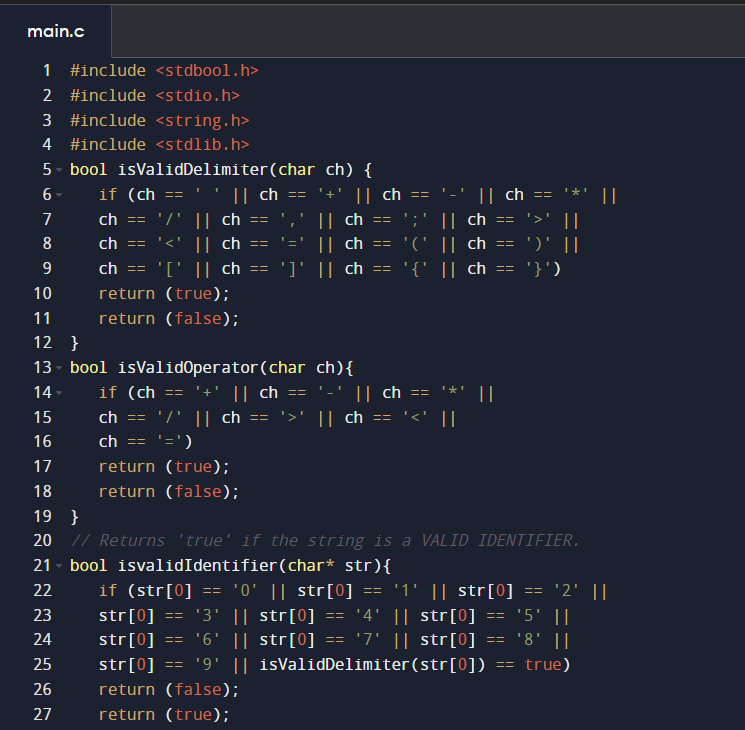 main.c
1 #include <stdbool.h>
2 #include <stdio.h>
3 #include <string.h>
4 #include <stdlib.h>
5 bool isValidDelimiter(char ch) {
6 if (ch == ' ' || ch == '+' || ch == '-' || ch == '*' ||
7 ch == '/' || ch == ',' || ch == ';' || ch == '>' ||
8 ch == '<' || ch == '=' || ch == '(' || ch == ')' ||
9 ch == '[' || ch == ']' || ch == '{' || ch == '}')
10 return (true);
11 return (false);
12 }
13 bool isValidOperator(char ch){
14 if (ch == '+' || ch == '-' || ch == '*' ||
15 ch == '/' || ch == '>' || ch == '<' ||
16 ch == '=')
17 return (true);
18 return (false);
19 }
20 // Returns 'true' if the string is a VALID IDENTIFIER.
21 bool isvalidIdentifier(char* str){
22 if (str[0] == '0' || str[0] == '1' || str[0] == '2' ||
23 str[0] == '3' || str[0] == '4' || str[0] == '5' ||
24 str[0] == '6' || str[0] == '7' || str[0] == '8' ||
25 str[0] == '9' || isValidDelimiter(str[0]) == true)
26 return (false);
27 return (true);